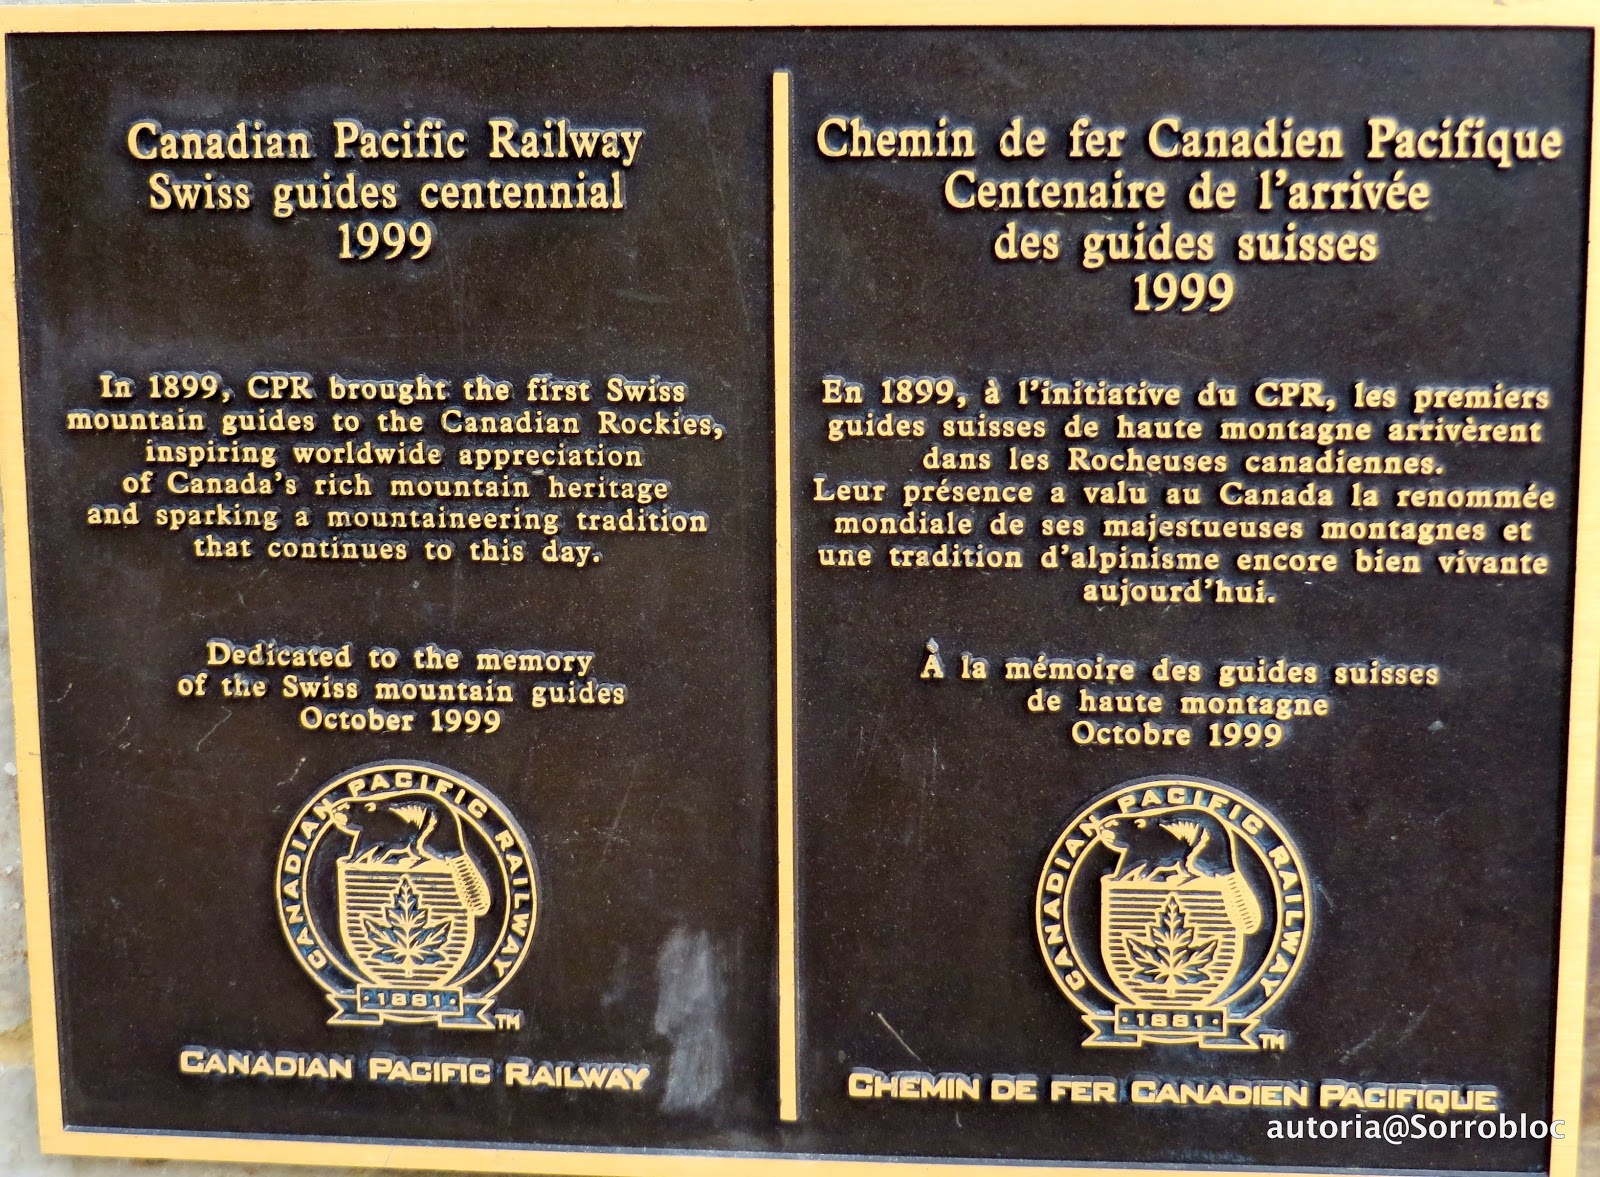 Canadian Pacific Railway
Swiss guides centennial
1999
In 1899, CPR brought the first Swiss
mountain guides to the Canadian Rockies,
inspiring worldwide appreciation
of Canada's rich mountain heritage
and sparking a mountaineering tradition
that continues to this day.
Dedicated to the memory
of the Swiss mountain guides
October 1999
CANADIAN PACIFIC RAILWAY
·1881·
TM
CANADIAN PACIFIC RAILWAY
Chemin de fer Canadien Pacifique
Centenaire de l'arrivée
des guides suisses
1999
En 1899, à l'initiative du CPR, les premiers
guides suisses de haute montagne arrivèrent
dans les Rocheuses canadiennes.
Leur présence a valu au Canada la renommée
mondiale de ses majestueuses montagnes et
une tradition d'alpinisme encore bien vivante
aujourd'hui.
À la mémoire des guides suisses
de haute montagne
Octobre 1999
CANADIAN PACIFIC RAILWAY
·1881·
TM
CHEMIN DE FER CANADIEN PACIFIQUE
autoria@Sorrobloc